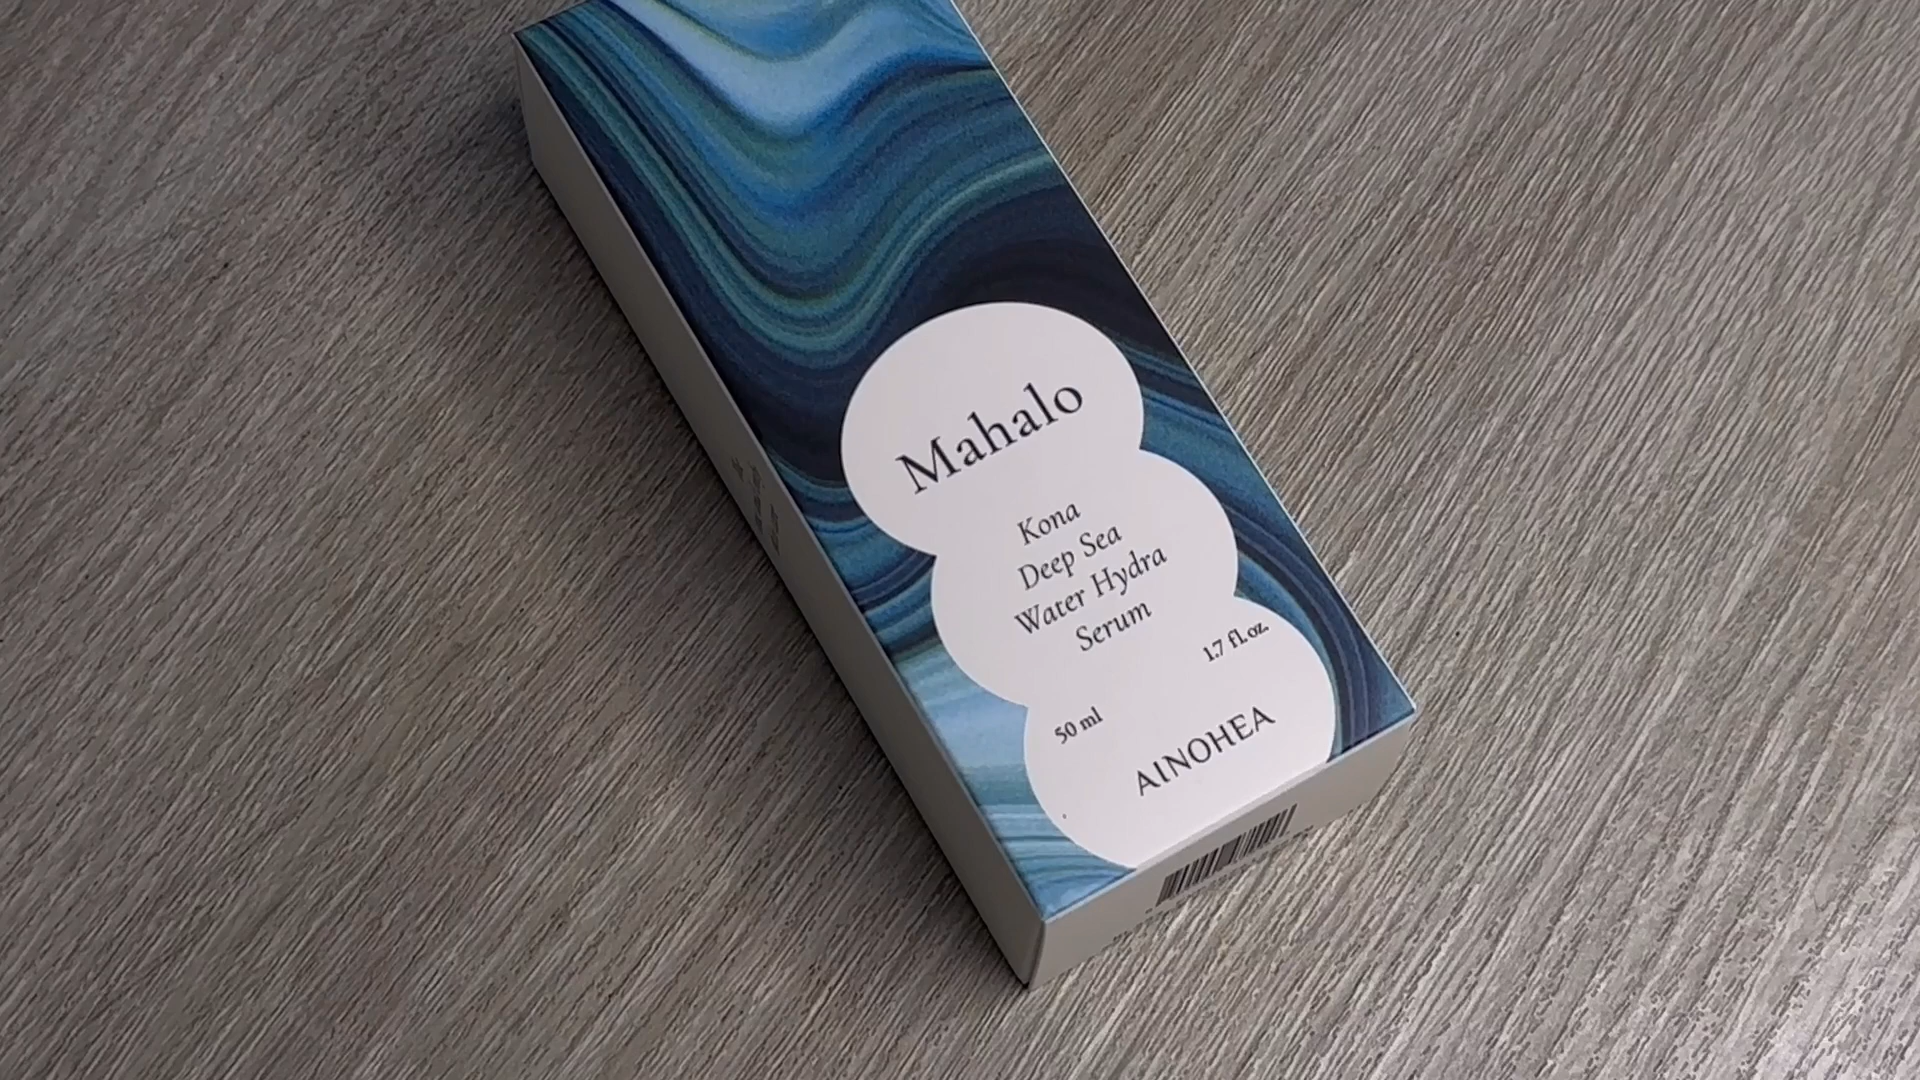 Mahalo
Kona
Deep Sea
Water Hydra
Serum
50 ml
1.7 fl.oz.
AINOHEA